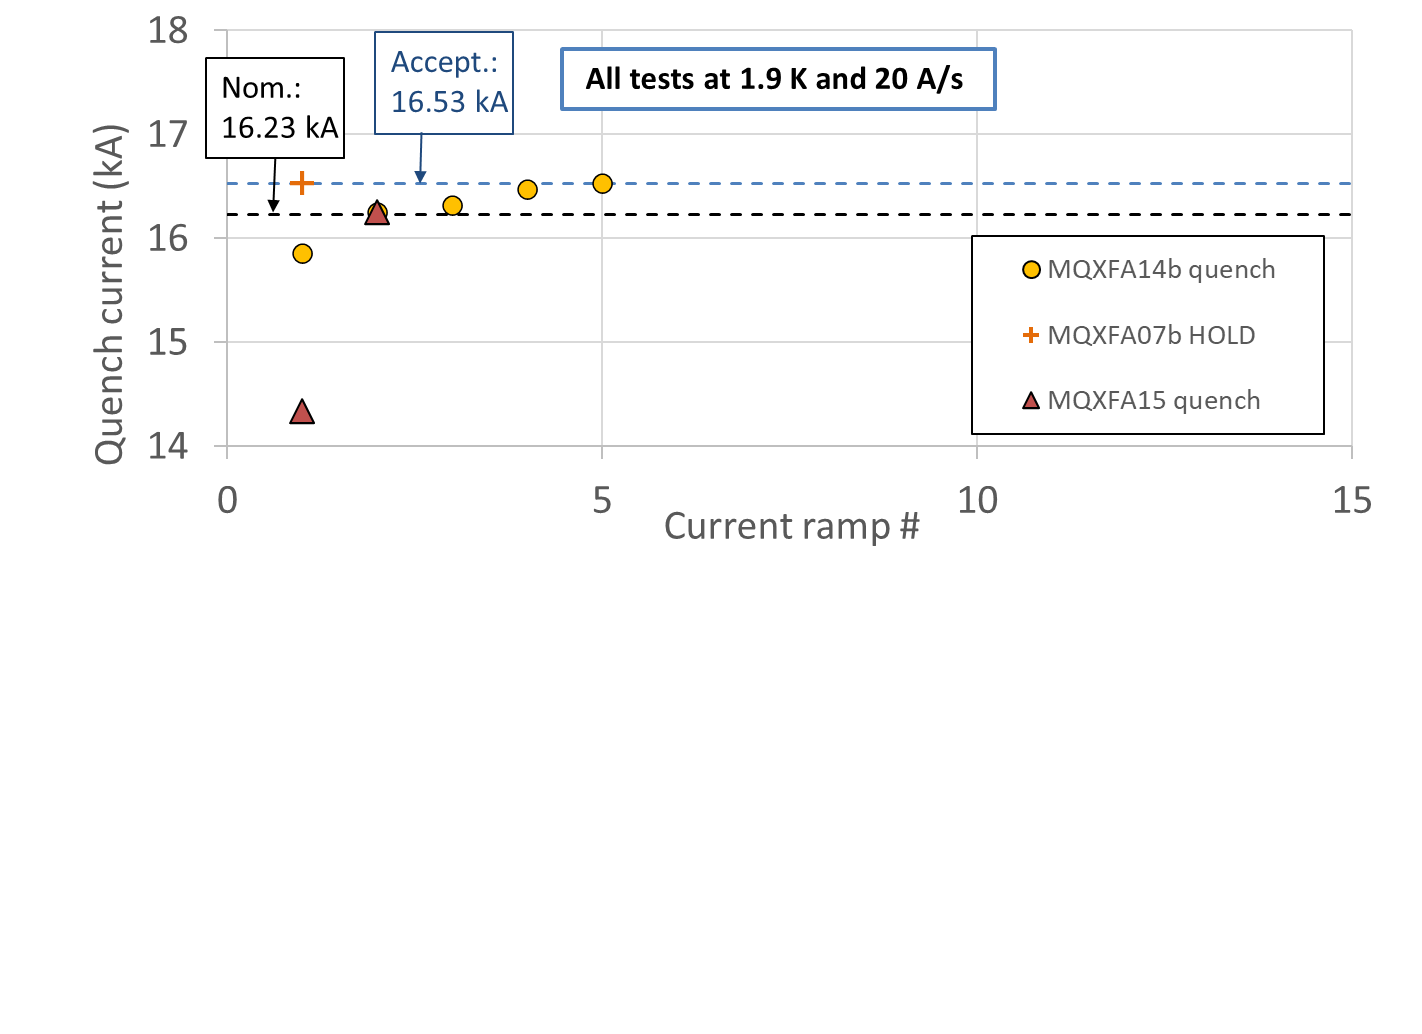 18
Accept.:
16.53 kA
All tests at 1.9 K and 20 A/s
Nom.:
16.23 kA
17
Quench current (kA)
16
MQXFA14b quench
15
MQXFA07b HOLD
MQXFA15 quench
14
0
5
10
15
Current ramp #